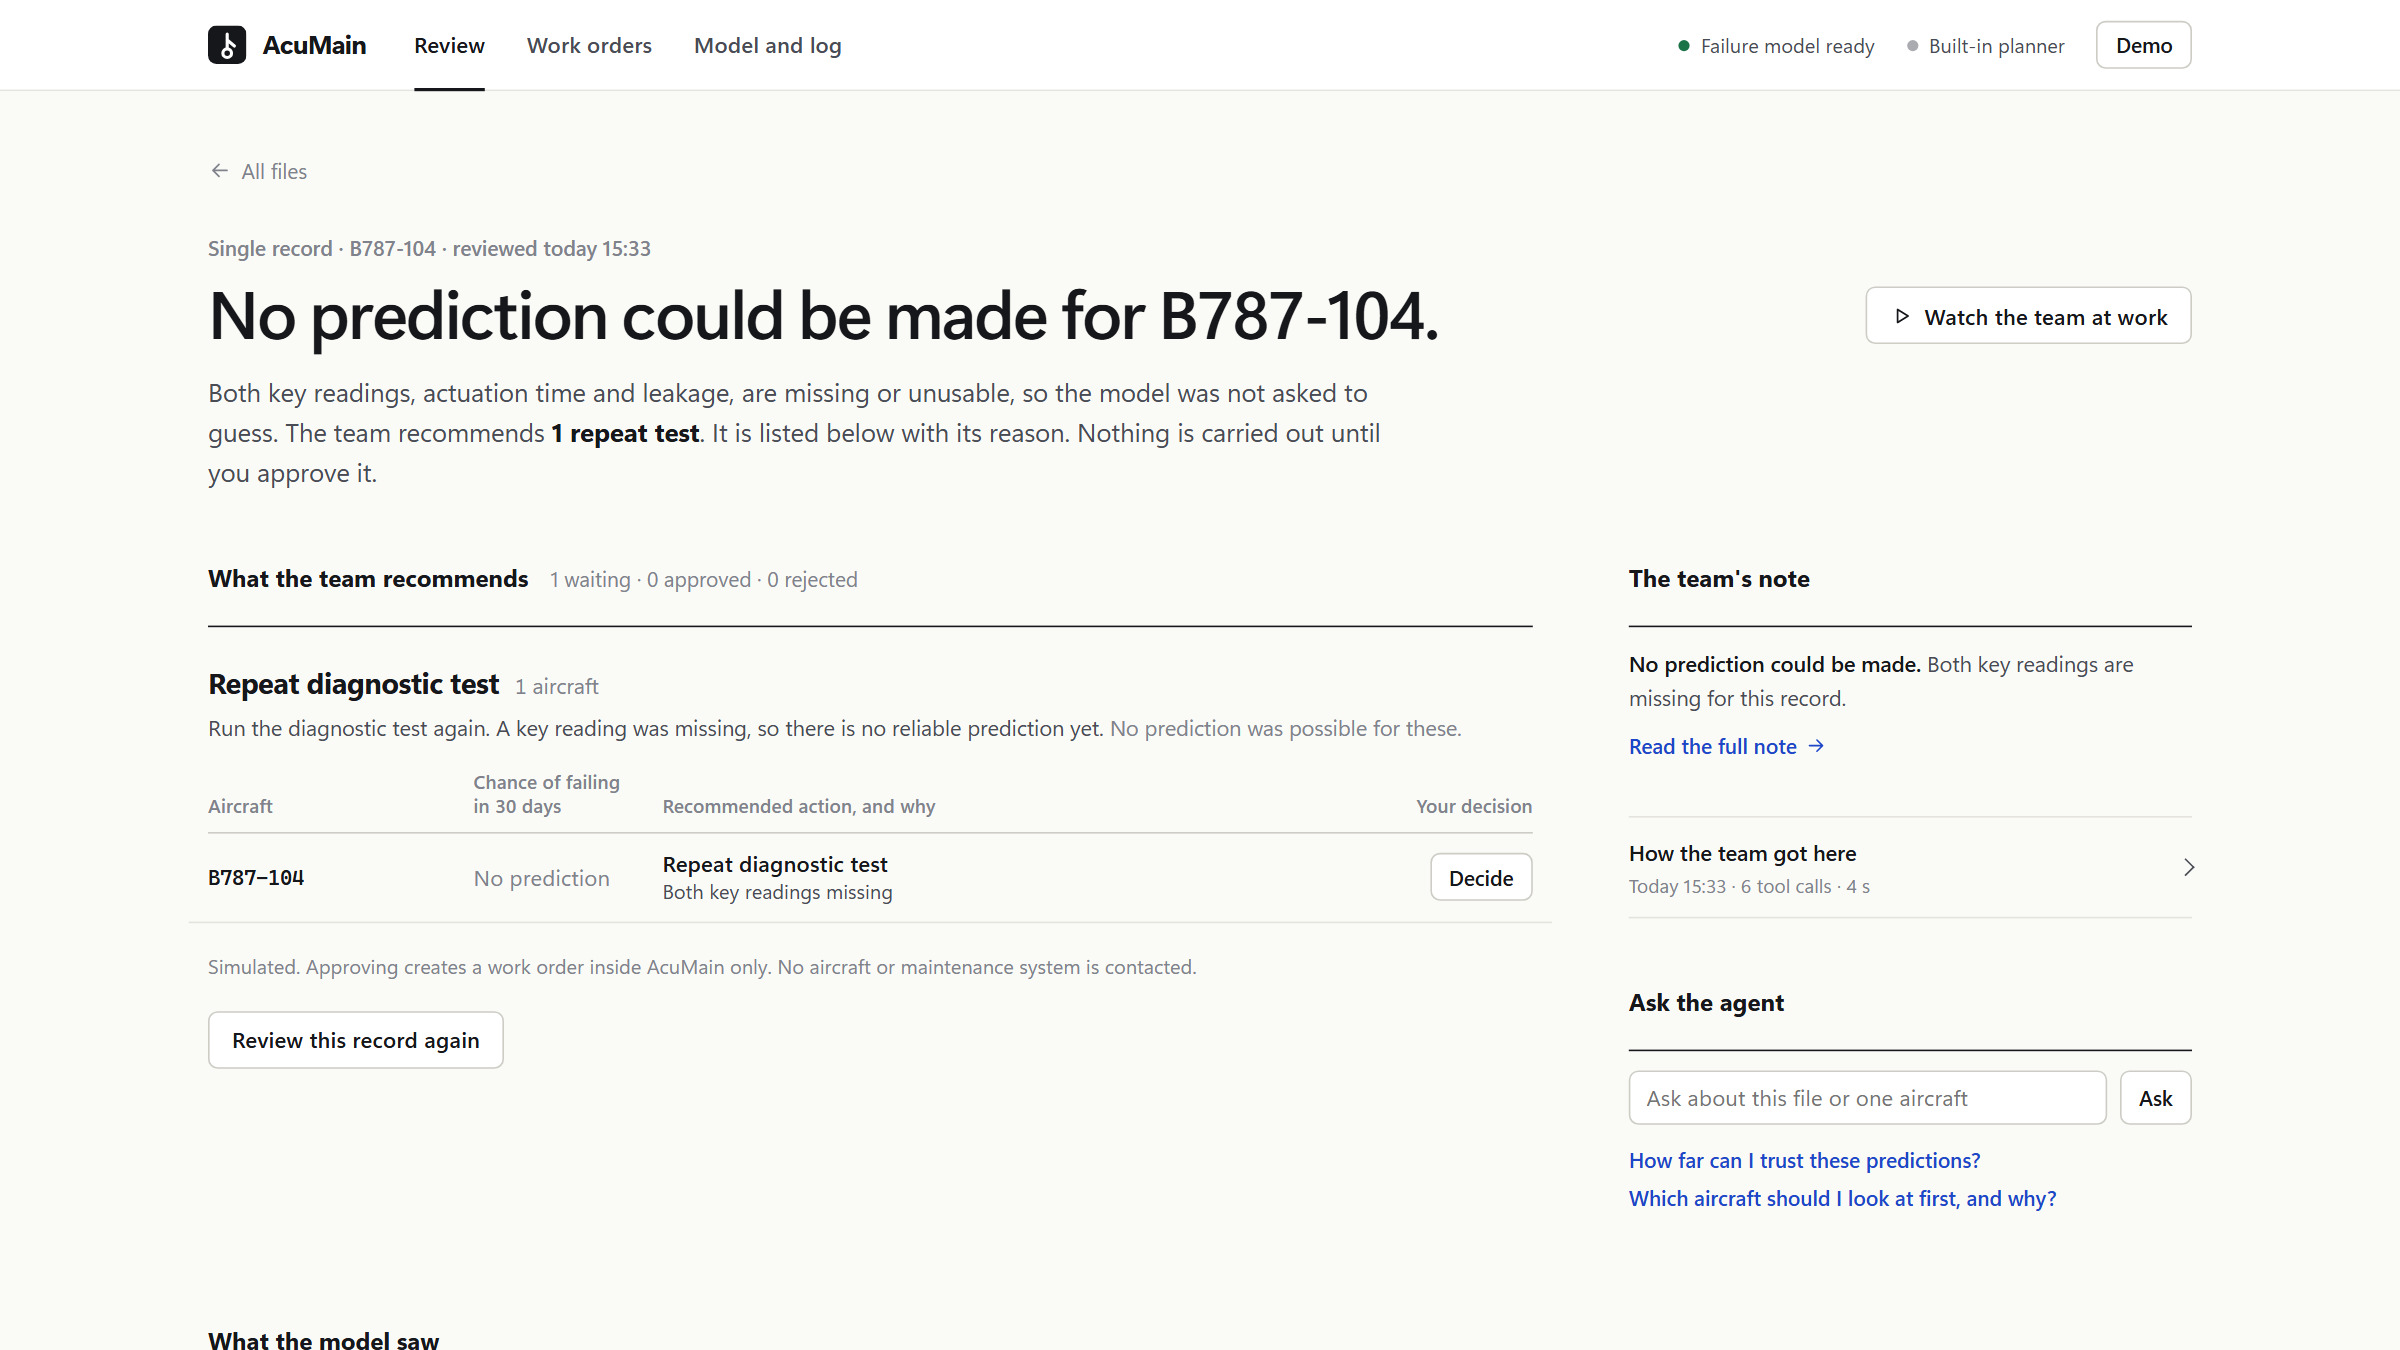 AcuMain
Review
Work orders
Model and log
Failure model ready
Built-in planner
Demo
← All files
Single record · B787-104 · reviewed today 15:33
No prediction could be made for B787-104.
Watch the team at work
Both key readings, actuation time and leakage, are missing or unusable, so the model was not asked to
guess. The team recommends 1 repeat test. It is listed below with its reason. Nothing is carried out until
you approve it.
What the team recommends 1 waiting · 0 approved · 0 rejected
Repeat diagnostic test 1 aircraft
Run the diagnostic test again. A key reading was missing, so there is no reliable prediction yet. No prediction was possible for these.
Aircraft
Chance of failing
in 30 days
Recommended action, and why
Your decision
B787-104
No prediction
Repeat diagnostic test
Both key readings missing
Decide
Simulated. Approving creates a work order inside AcuMain only. No aircraft or maintenance system is contacted.
Review this record again
The team's note
No prediction could be made. Both key readings are
missing for this record.
Read the full note →
How the team got here
Today 15:33 · 6 tool calls · 4 s
Ask the agent
Ask about this file or one aircraft
Ask
How far can I trust these predictions?
Which aircraft should I look at first, and why?
What the model saw